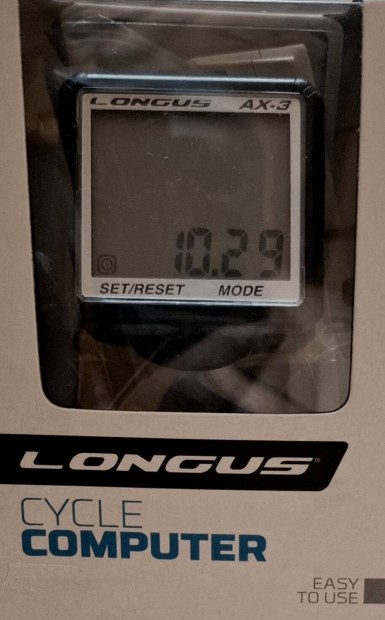 LONGUS AX-3
10.29
SET/RESET MODE
LONGUS
CYCLE
COMPUTER
EASY
TO USE